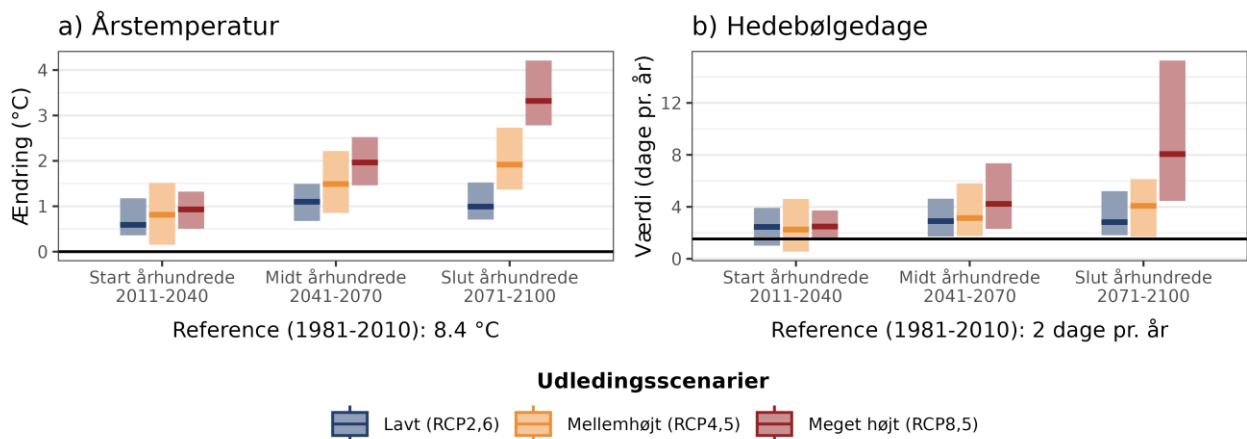 a) Årstemperatur
Ændring (°C)
4
3
2
1
0
Start århundrede
2011-2040
Midt århundrede
2041-2070
Slut århundrede
2071-2100
Reference (1981-2010): 8.4 °C
b) Hedebølgedage
Værdi (dage pr. år)
12
8
4
0
Start århundrede
2011-2040
Midt århundrede
2041-2070
Slut århundrede
2071-2100
Reference (1981-2010): 2 dage pr. år
Udledingsscenarier
Lavt (RCP2,6)
Mellemhøjt (RCP4,5)
Meget højt (RCP8,5)